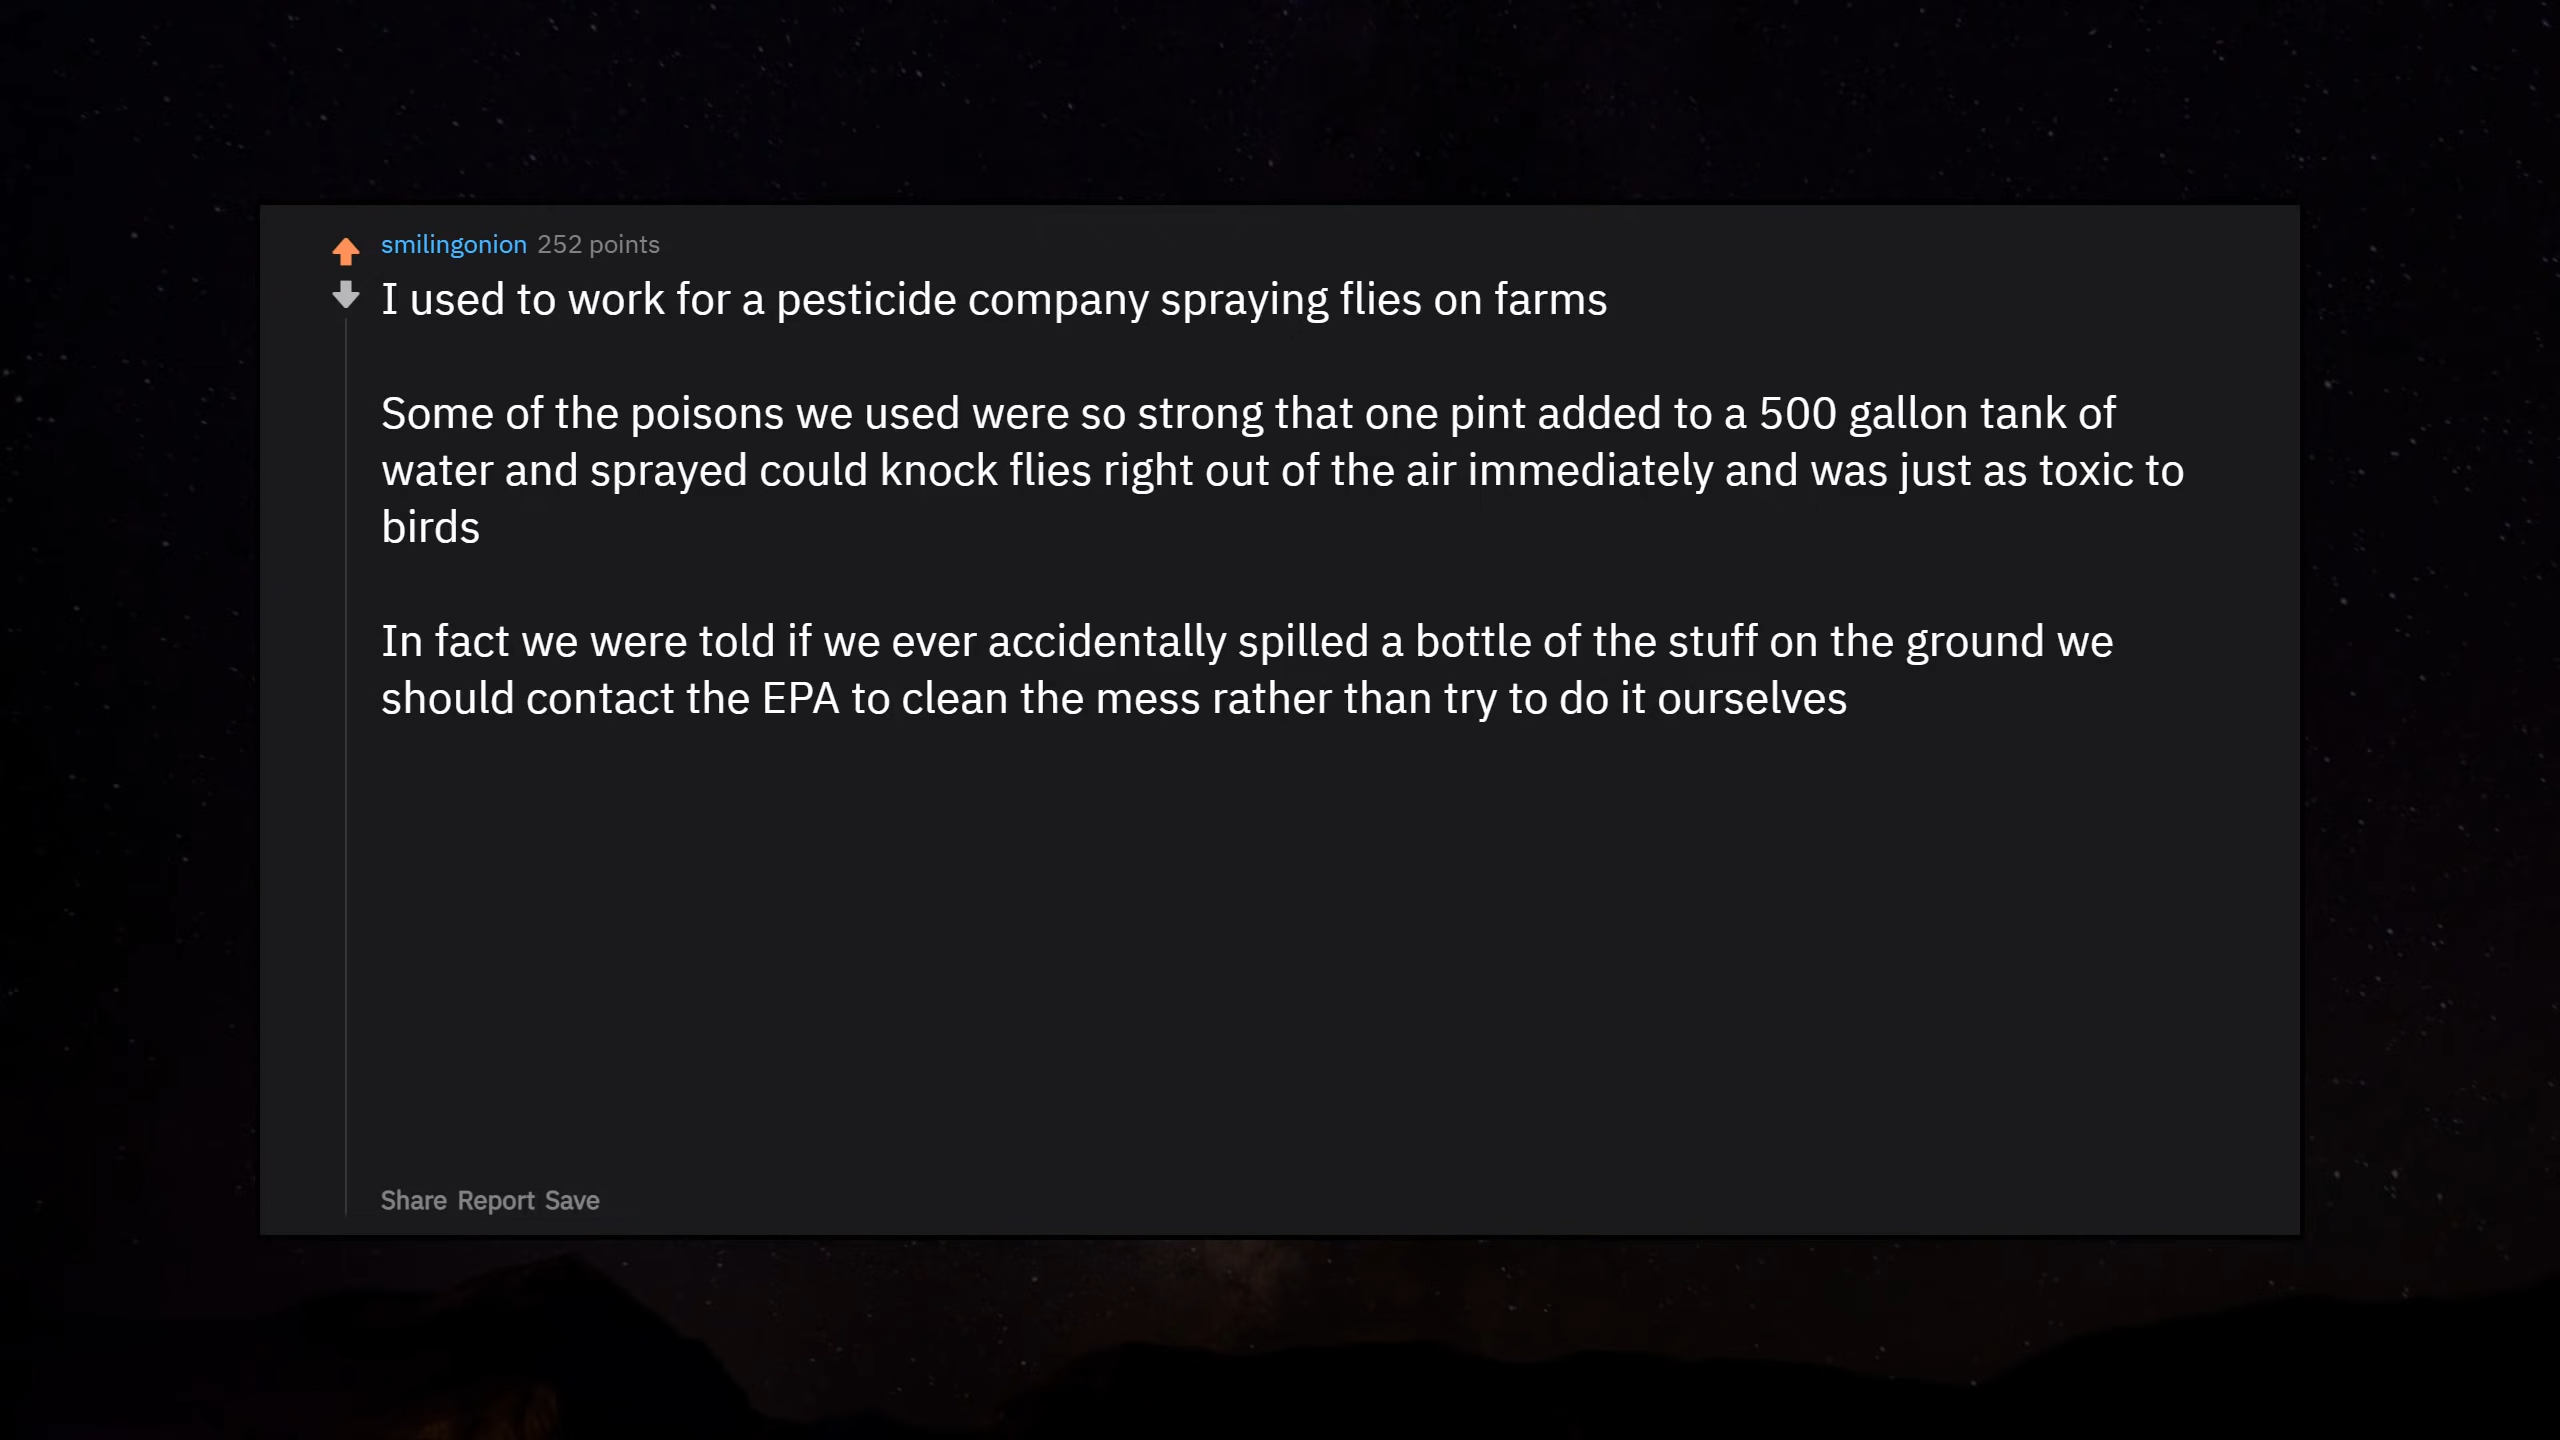 smilingonion 252 points
I used to work for a pesticide company spraying flies on farms
Some of the poisons we used were so strong that one pint added to a 500 gallon tank of
water and sprayed could knock flies right out of the air immediately and was just as toxic to
birds
In fact we were told if we ever accidentally spilled a bottle of the stuff on the ground we
should contact the EPA to clean the mess rather than try to do it ourselves
Share Report Save